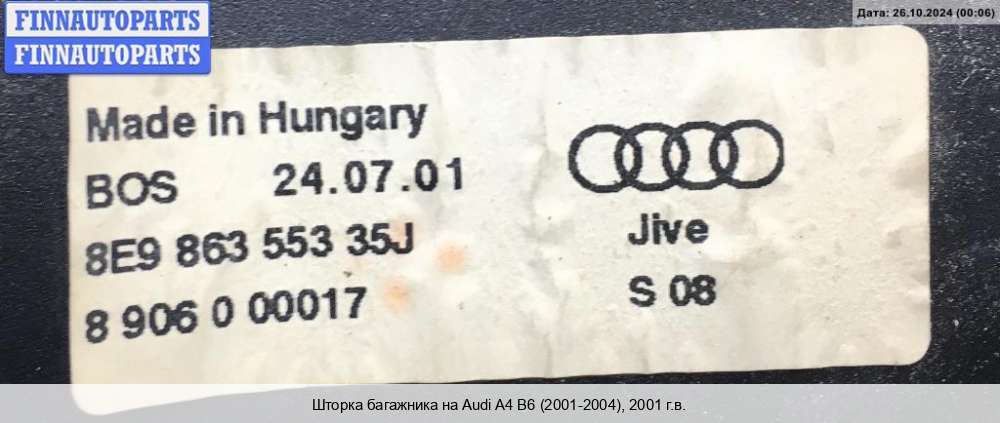 FINNAUTOPARTS
FINNAUTOPARTS
Дата: 26.10.2024 (00:06)
Made in Hungary
BOS 24.07.01
8E9 863 553 35J
8 906 0 00017
Jive
S 08
Шторка багажника на Audi A4 B6 (2001-2004), 2001 г.в.